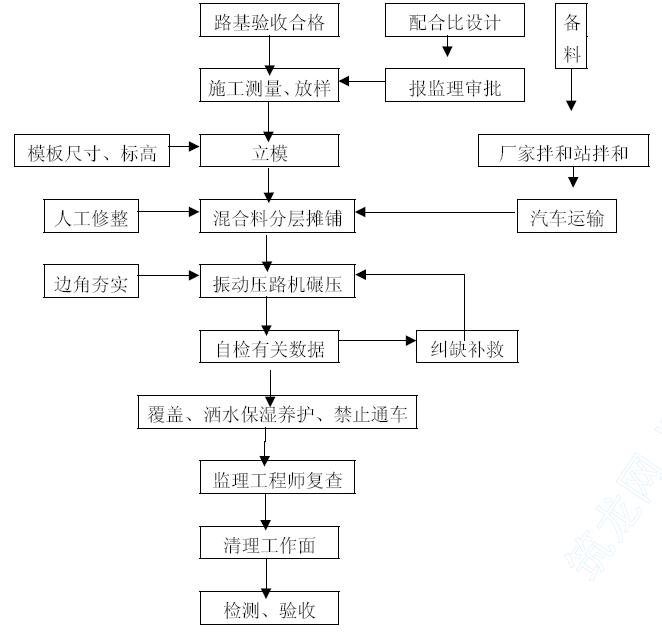 路基验收合格
配合比设计
备
料
施工测量、放样
报监理审批
模板尺寸、标高
立模
厂家拌和站拌和
人工修整
混合料分层摊铺
汽车运输
边角夯实
振动压路机碾压
自检有关数据
纠缺补救
覆盖、洒水保湿养护、禁止通车
监理工程师复查
清理工作面
检测、验收
筑龙网